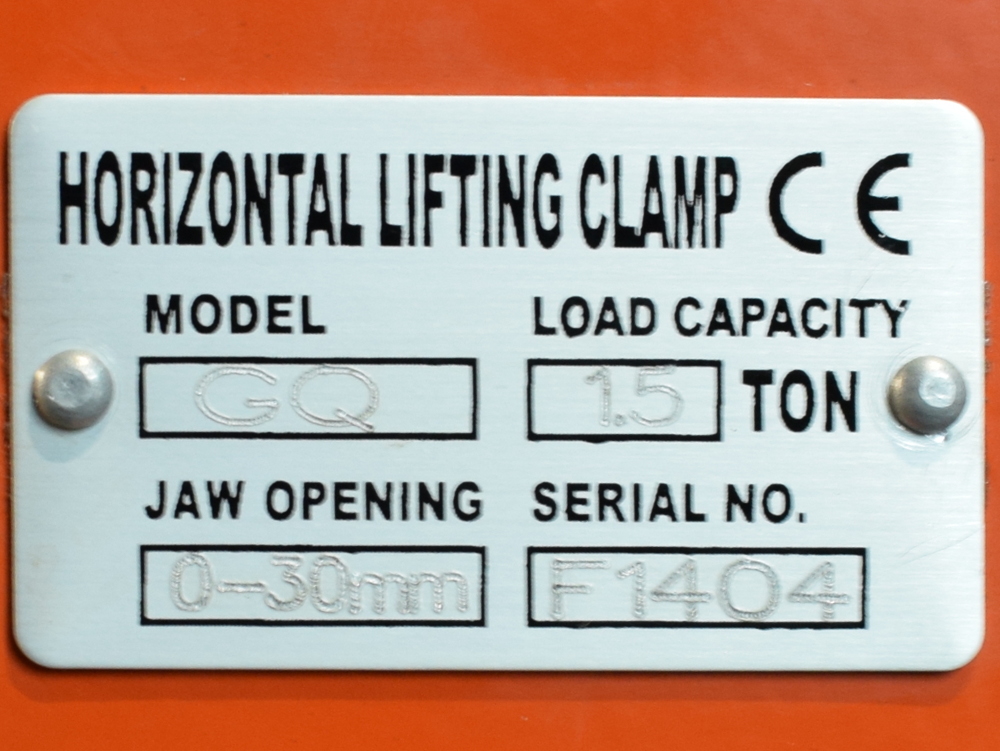 HORIZONTAL LIFTING CLAMP CE
MODEL LOAD CAPACITY
GQ 1.5 TON
JAW OPENING SERIAL NO.
0-30mm F1404